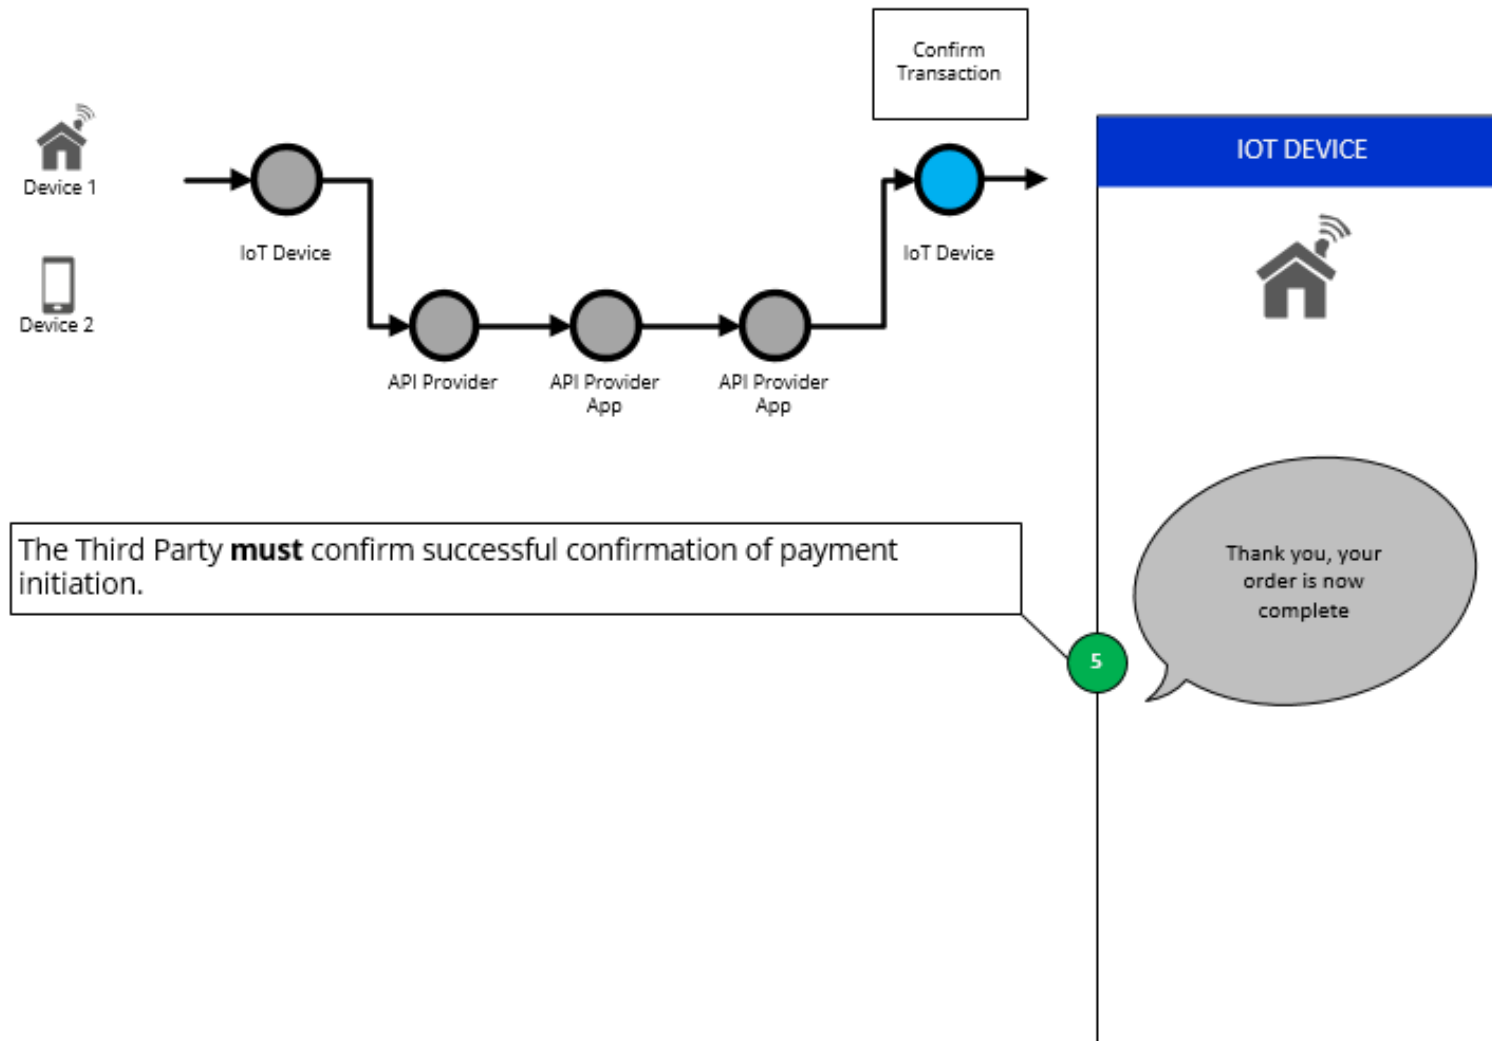 Confirm
Transaction
IOT DEVICE
Device 1
IoT Device
IoT Device
Device 2
API Provider
API Provider
App
API Provider
App
The Third Party must confirm successful confirmation of payment
initiation.
Thank you, your
order is now
complete
5